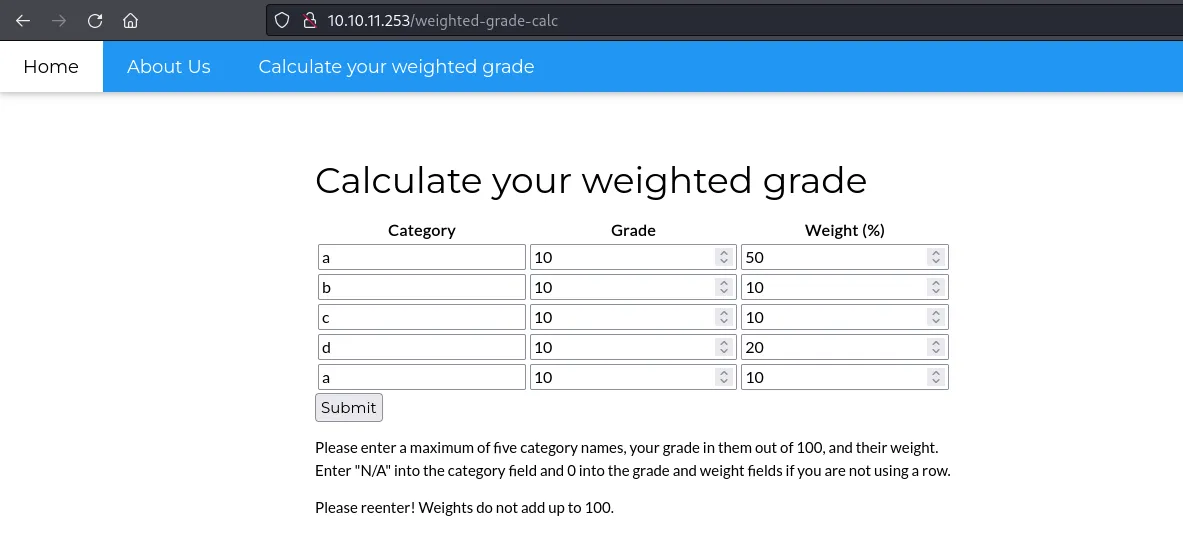 10.10.11.253/weighted-grade-calc
Home About Us Calculate your weighted grade
Calculate your weighted grade
Category Grade Weight (%)
a 10 50
b 10 10
c 10 10
d 10 20
a 10 10
Submit
Please enter a maximum of five category names, your grade in them out of 100, and their weight.
Enter "N/A" into the category field and 0 into the grade and weight fields if you are not using a row.
Please reenter! Weights do not add up to 100.